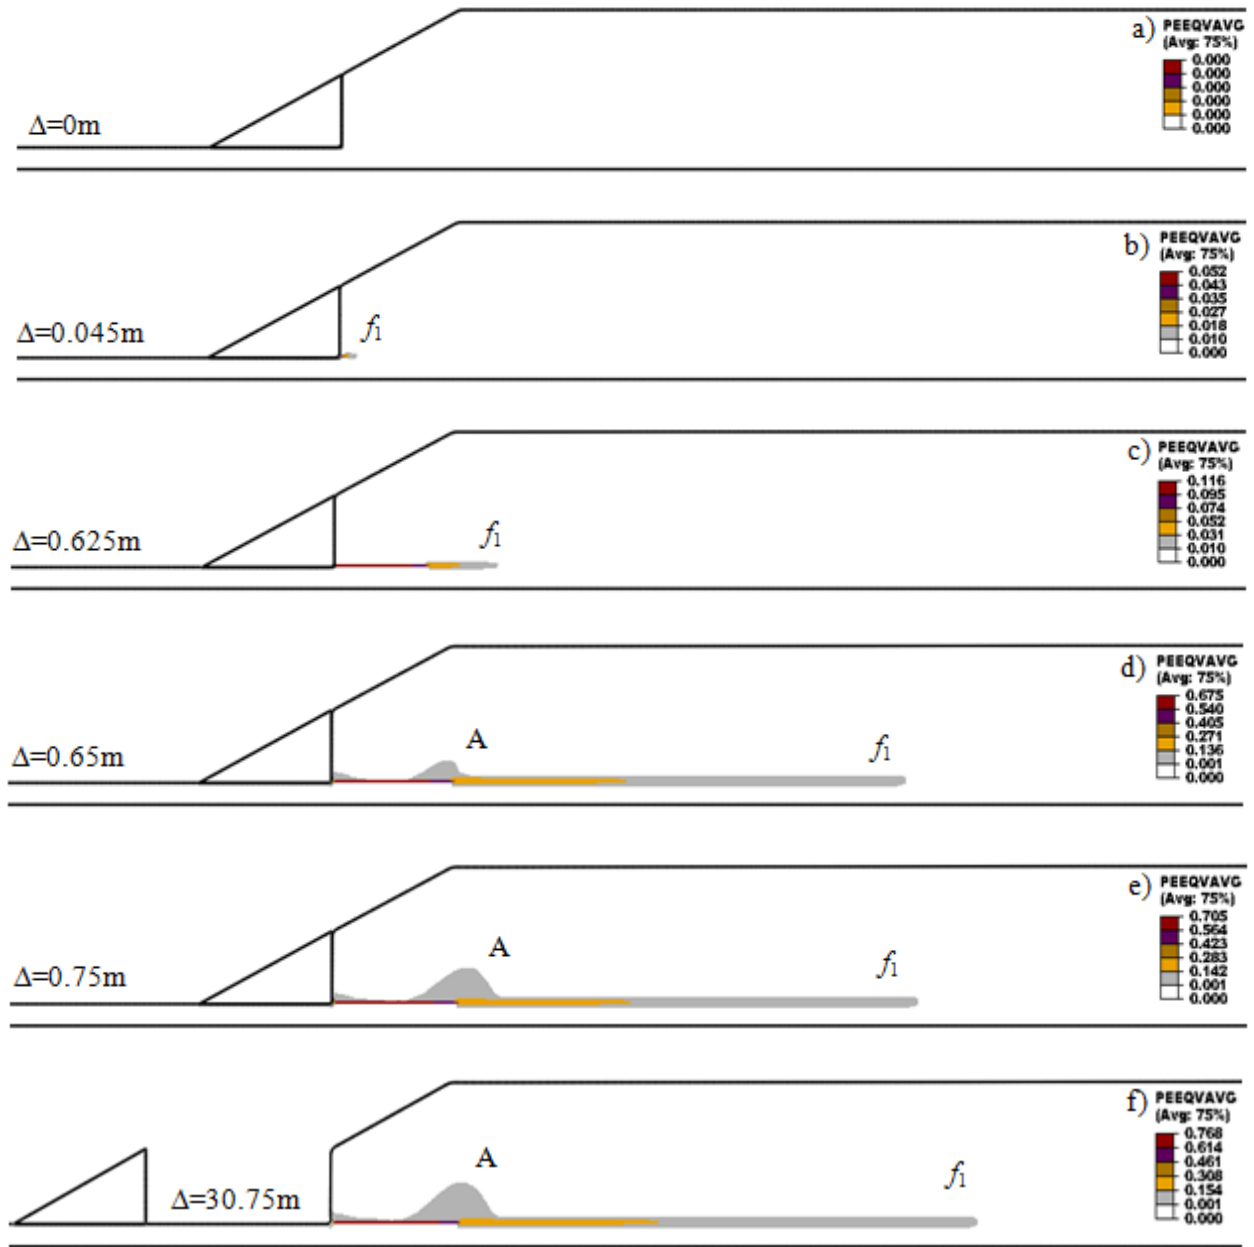 a) PEEQVAVG
(Avg: 75%)
0.000
0.000
0.000
0.000
0.000
0.000
Δ=0m
b) PEEQVAVG
(Avg: 75%)
0.052
0.043
0.035
0.027
0.018
0.010
0.000
Δ=0.045m
f1
c) PEEQVAVG
(Avg: 75%)
0.116
0.095
0.074
0.052
0.031
0.010
0.000
Δ=0.625m
f1
d) PEEQVAVG
(Avg: 75%)
0.675
0.540
0.405
0.271
0.136
0.001
0.000
Δ=0.65m
A
f1
e) PEEQVAVG
(Avg: 75%)
0.705
0.564
0.423
0.283
0.142
0.001
0.000
Δ=0.75m
A
f1
f) PEEQVAVG
(Avg: 75%)
0.768
0.614
0.461
0.308
0.154
0.001
0.000
Δ=30.75m
A
f1